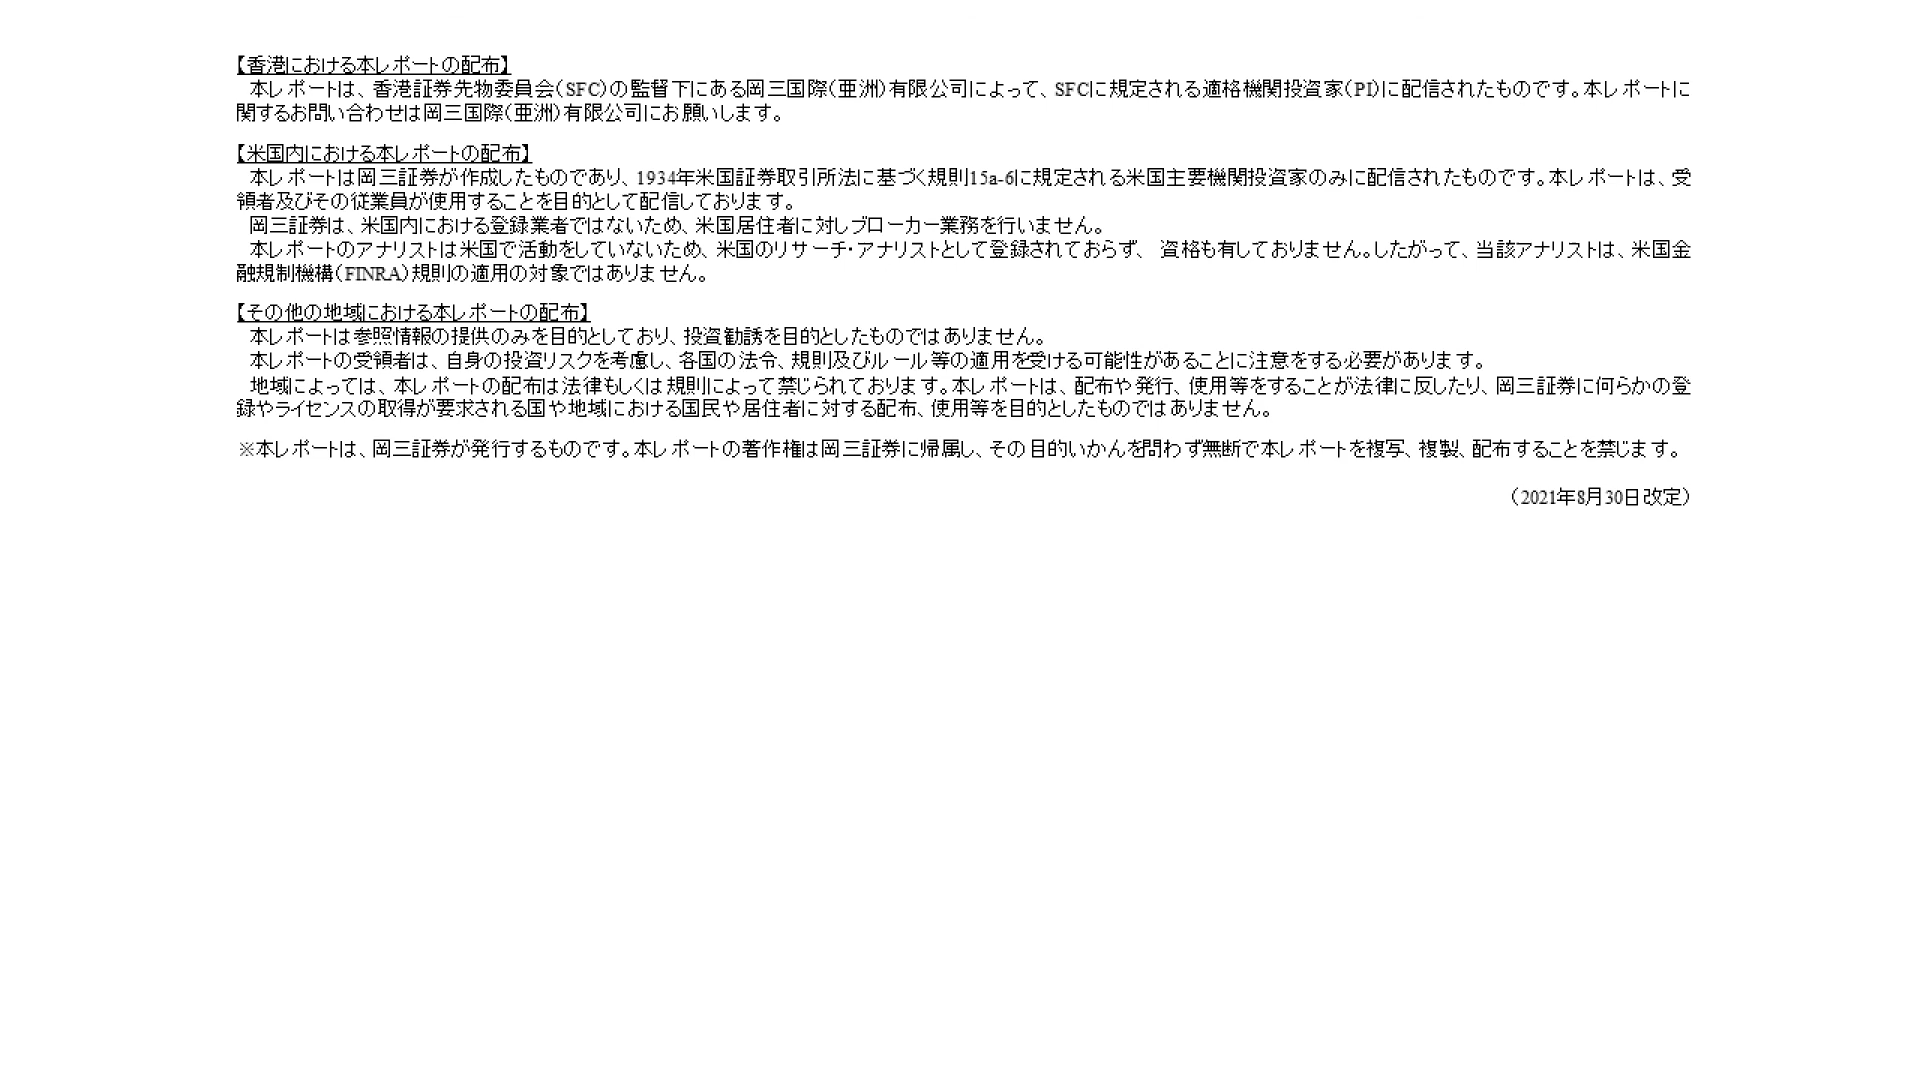 【香港における本レポートの配布】
本レポートは、香港証券先物委員会（SFC）の監督下にある岡三国際（亜洲）有限公司によって、SFCに規定される適格機関投資家（PI）に配信されたものです。本レポートに
関するお問い合わせは岡三国際（亜洲）有限公司にお願いします。
【米国内における本レポートの配布】
本レポートは岡三証券が作成したものであり、1934年米国証券取引所法に基づく規則15a-6に規定される米国主要機関投資家のみに配信されたものです。本レポートは、受
領者及びその従業員が使用することを目的として配信しております。
岡三証券は、米国内における登録業者ではないため、米国居住者に対しブローカー業務を行いません。
本レポートのアナリストは米国で活動をしていないため、米国のリサーチ・アナリストとして登録されておらず、 資格も有しておりません。したがって、当該アナリストは、米国金
融規制機構（FINRA）規則の適用の対象ではありません。
【その他の地域における本レポートの配布】
本レポートは参照情報の提供のみを目的としており、投資勧誘を目的としたものではありません。
本レポートの受領者は、自身の投資リスクを考慮し、各国の法令、規則及びルール等の適用を受ける可能性があることに注意をする必要があります。
地域によっては、本レポートの配布は法律もしくは規則によって禁じられております。本レポートは、配布や発行、使用等をすることが法律に反したり、岡三証券に何らかの登
録やライセンスの取得が要求される国や地域における国民や居住者に対する配布、使用等を目的としたものではありません。
※本レポートは、岡三証券が発行するものです。本レポートの著作権は岡三証券に帰属し、その目的いかんを問わず無断で本レポートを複写、複製、配布することを禁じます。
（2021年8月30日改定）